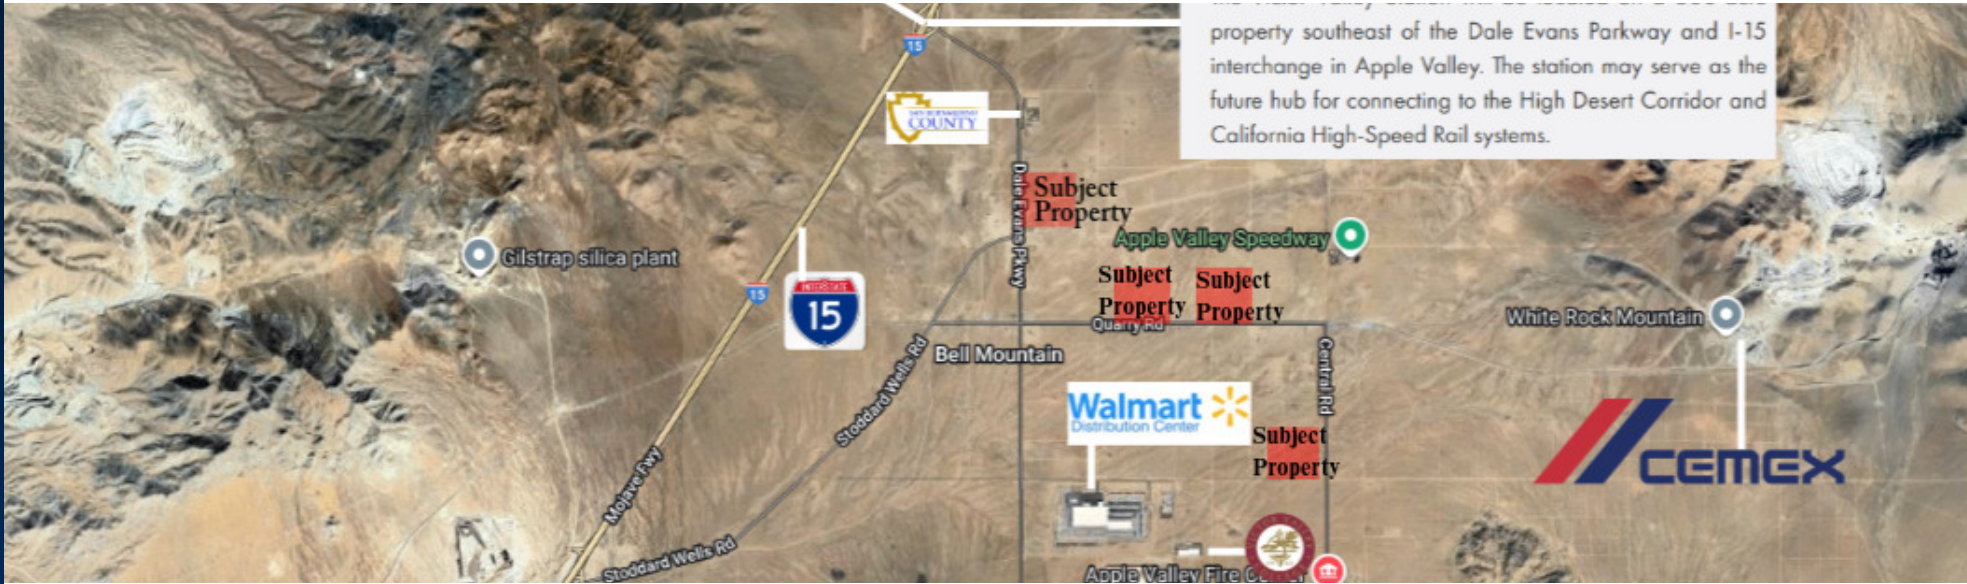 property southeast of the Dale Evans Parkway and I-15
interchange in Apple Valley. The station may serve as the
future hub for connecting to the High Desert Corridor and
California High-Speed Rail systems.
15
SAN BERNARDINO
COUNTY
Dale Evans Pkwy
Subject
Property
Apple Valley Speedway
Gilstrap silica plant
Subject
Property
Subject
Property
15
INTERSTATE
15
Quarry Rd
White Rock Mountain
Bell Mountain
Stoddard Wells Rd
Central Rd
Walmart
Distribution Center
Subject
Property
CEMEX
Mojave Fwy
Stoddard Wells Rd
Apple Valley Fire